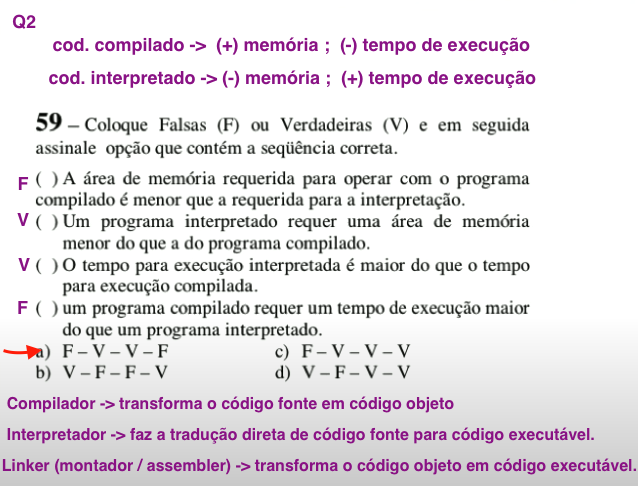 Q2
cod. compilado -> (+) memória ; (-) tempo de execução
cod. interpretado -> (-) memória ; (+) tempo de execução
59 – Coloque Falsas (F) ou Verdadeiras (V) e em seguida
assinale opção que contém a seqüência correta.
F ( ) A área de memória requerida para operar com o programa
compilado é menor que a requerida para a interpretação.
V ( ) Um programa interpretado requer uma área de memória
menor do que a do programa compilado.
V ( ) O tempo para execução interpretada é maior do que o tempo
para execução compilada.
F ( ) um programa compilado requer um tempo de execução maior
do que um programa interpretado.
a) F – V – V – F c) F – V – V – V
b) V – F – F – V d) V – F – V – V
Compilador -> transforma o código fonte em código objeto
Interpretador -> faz a tradução direta de código fonte para código executável.
Linker (montador / assembler) -> transforma o código objeto em código executável.